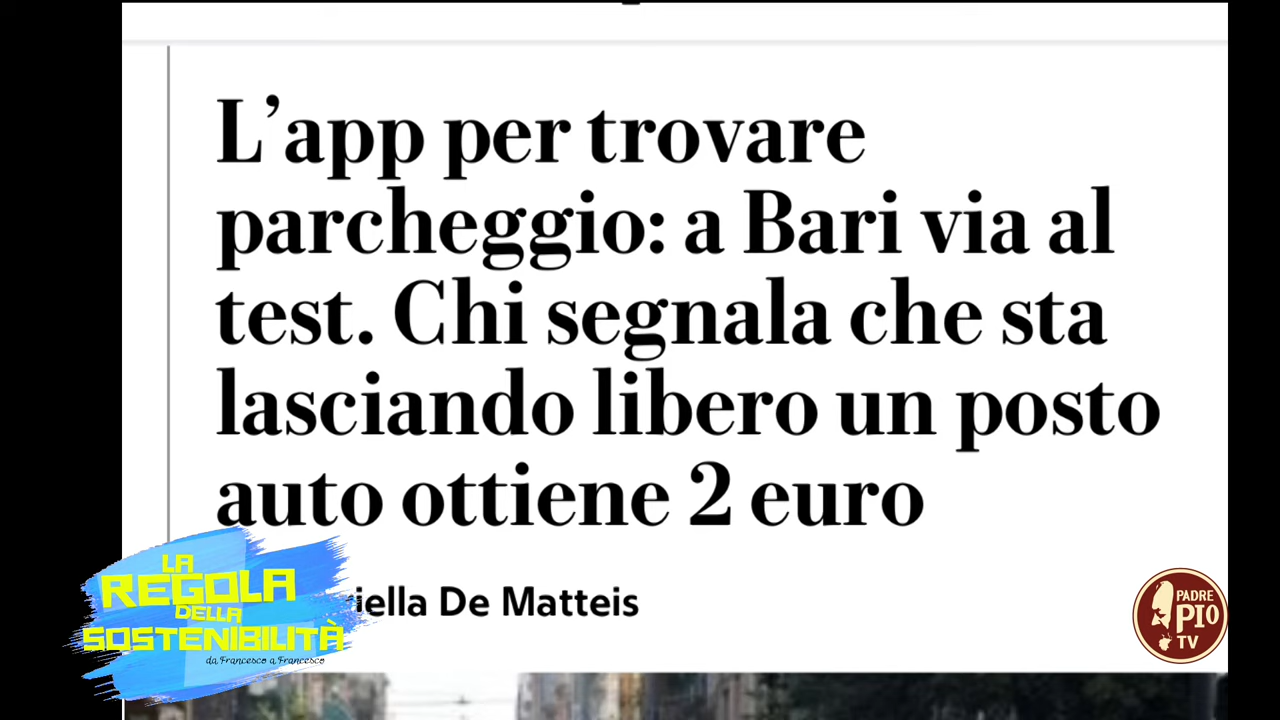 L’app per trovare
parcheggio: a Bari via al
test. Chi segnala che sta
lasciando libero un posto
auto ottiene 2 euro
De Matteis
LA
REGOLA
DELLA
SOSTENIBILITÀ
da Francesco a Francesco
PADRE
PIO
TV